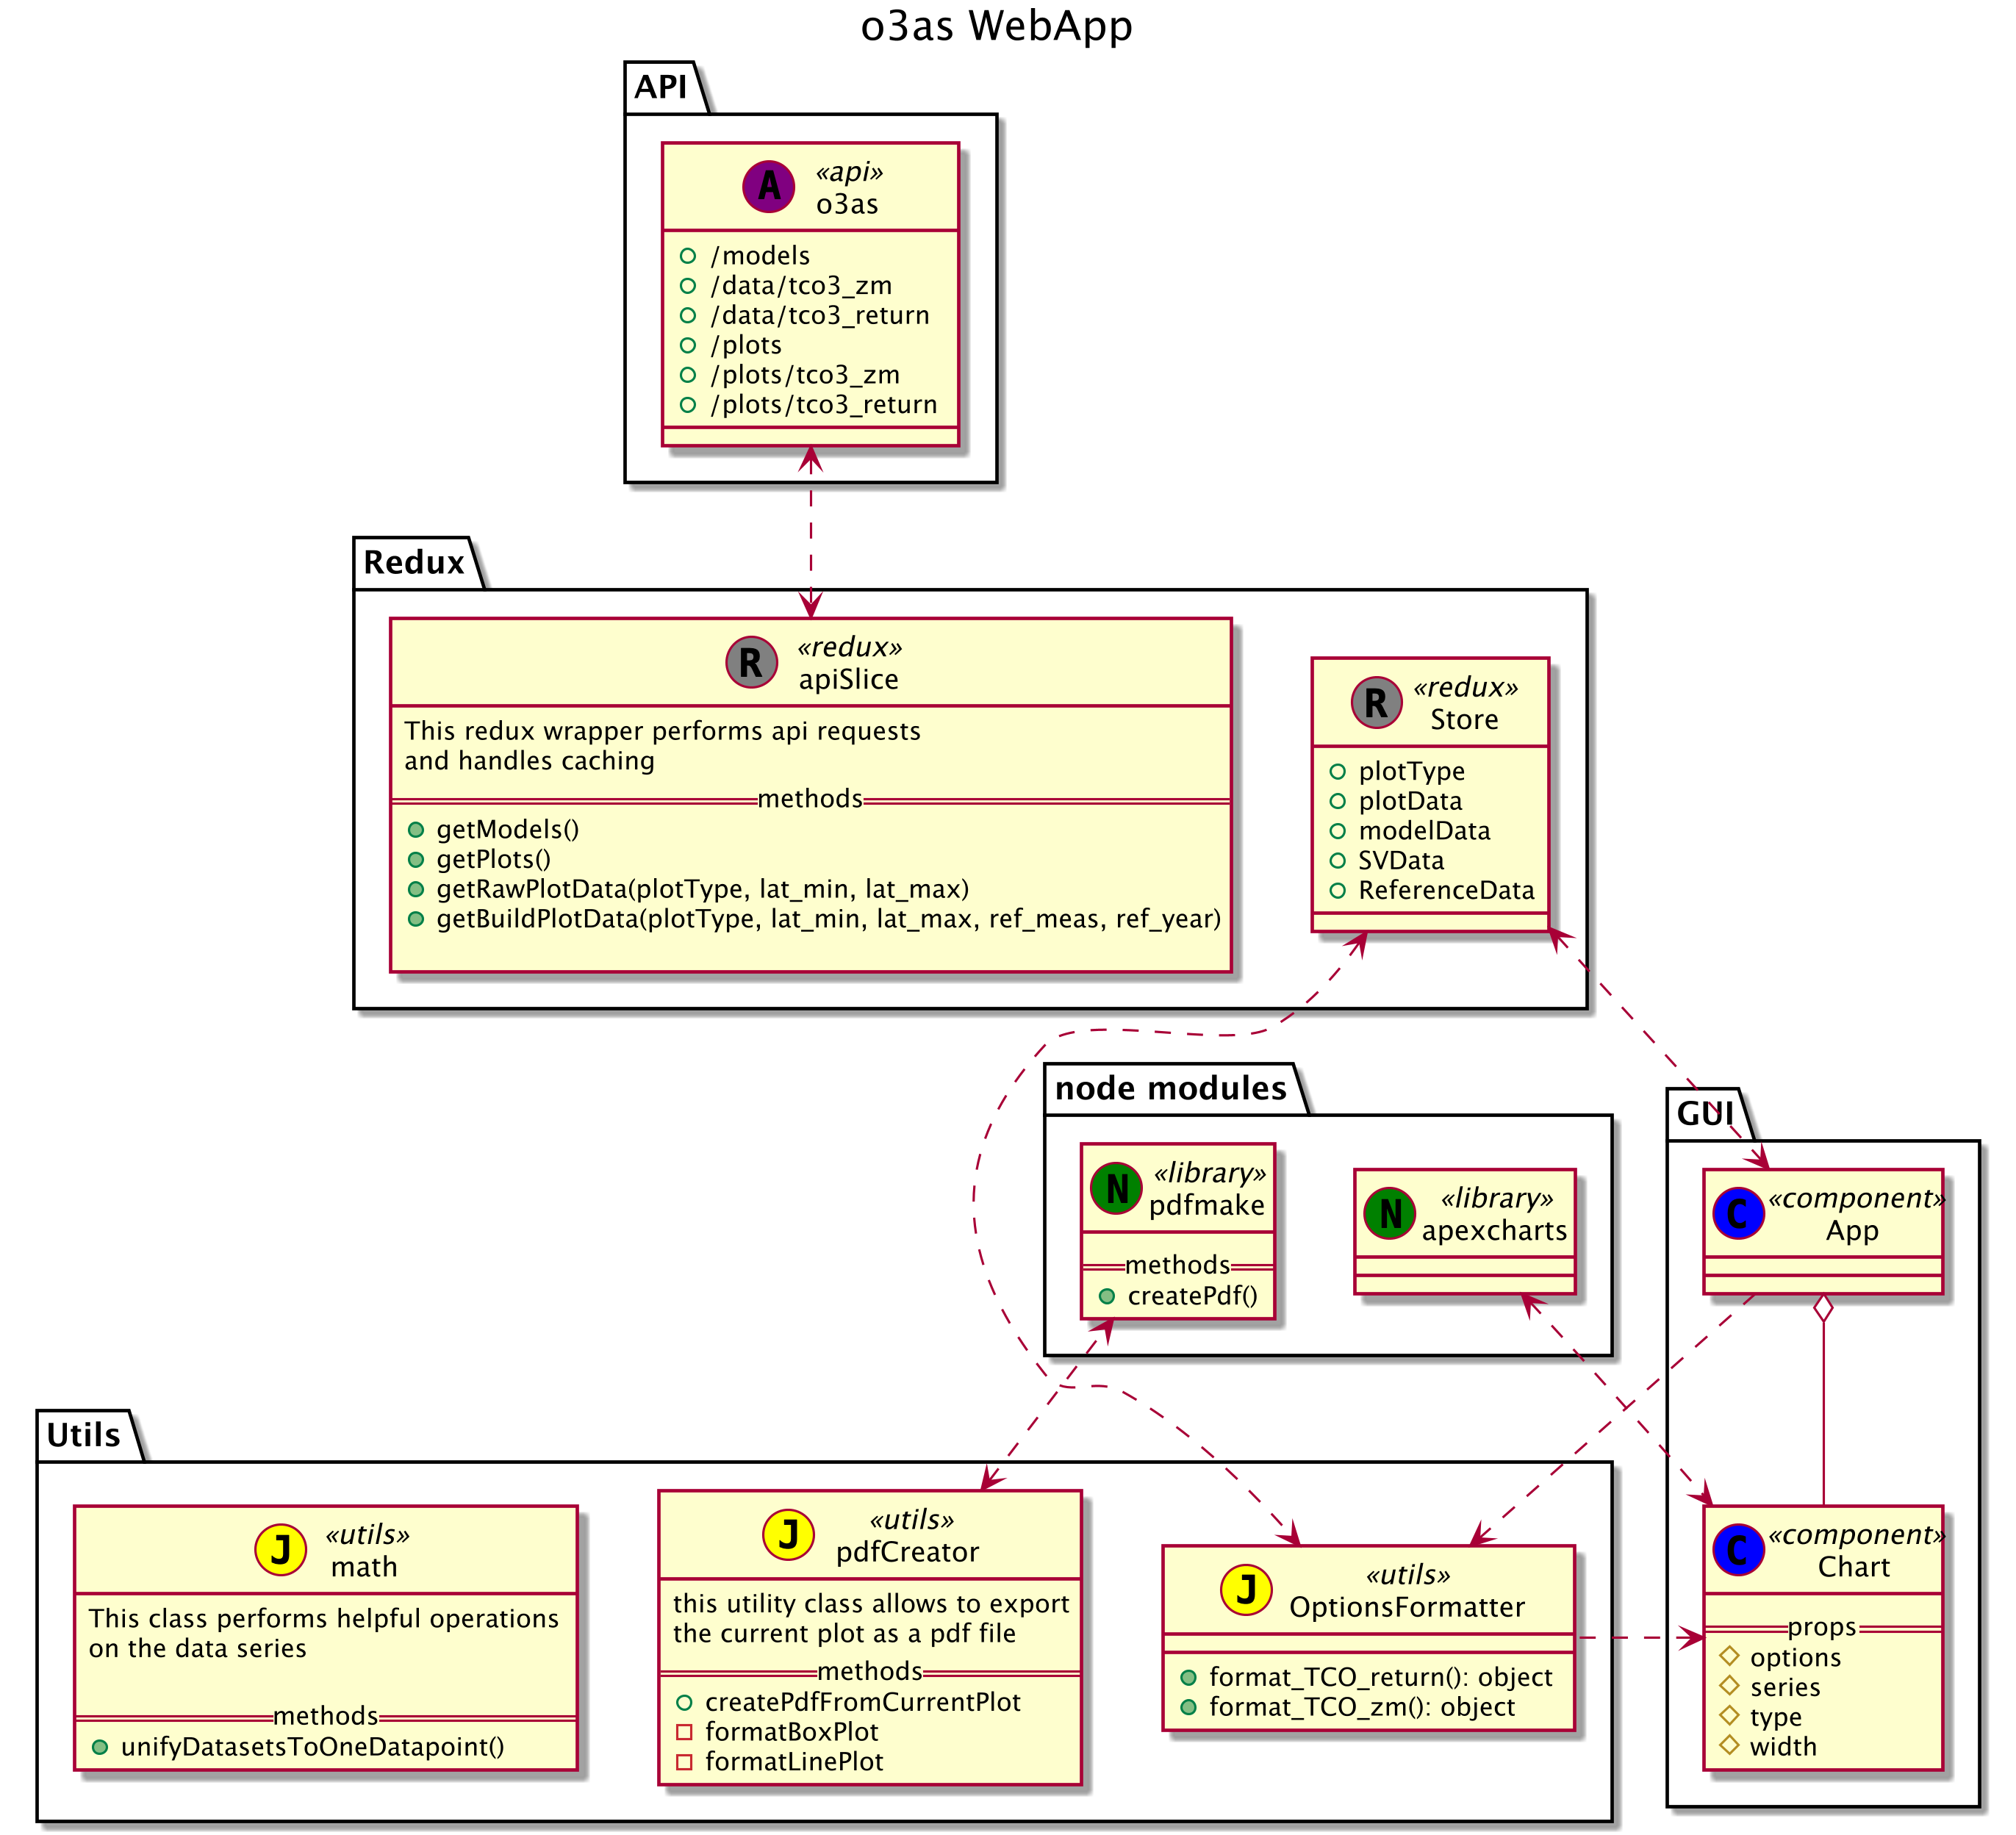 o3as WebApp
API
A
«api»
o3as
/models
/data/tco3_zm
/data/tco3_return
/plots
/plots/tco3_zm
/plots/tco3_return
Redux
R
«redux»
apiSlice
This redux wrapper performs api requests
and handles caching
methods
getModels()
getPlots()
getRawPlotData(plotType, lat_min, lat_max)
getBuildPlotData(plotType, lat_min, lat_max, ref_meas, ref_year)
R
«redux»
Store
plotType
plotData
modelData
SVData
ReferenceData
node modules
N
«library»
pdfmake
methods
createPdf()
N
«library»
apexcharts
GUI
C
«component»
App
C
«component»
Chart
props
options
series
type
width
Utils
J
«utils»
math
This class performs helpful operations
on the data series
methods
unifyDatasetsToOneDatapoint()
J
«utils»
pdfCreator
this utility class allows to export
the current plot as a pdf file
methods
createPdfFromCurrentPlot
formatBoxPlot
formatLinePlot
J
«utils»
OptionsFormatter
format_TCO_return(): object
format_TCO_zm(): object